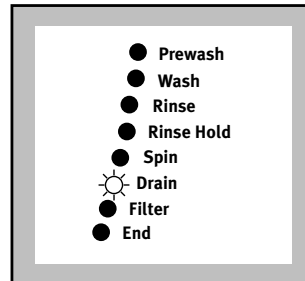 Prewash
Wash
Rinse
Rinse Hold
Spin
Drain
Filter
End